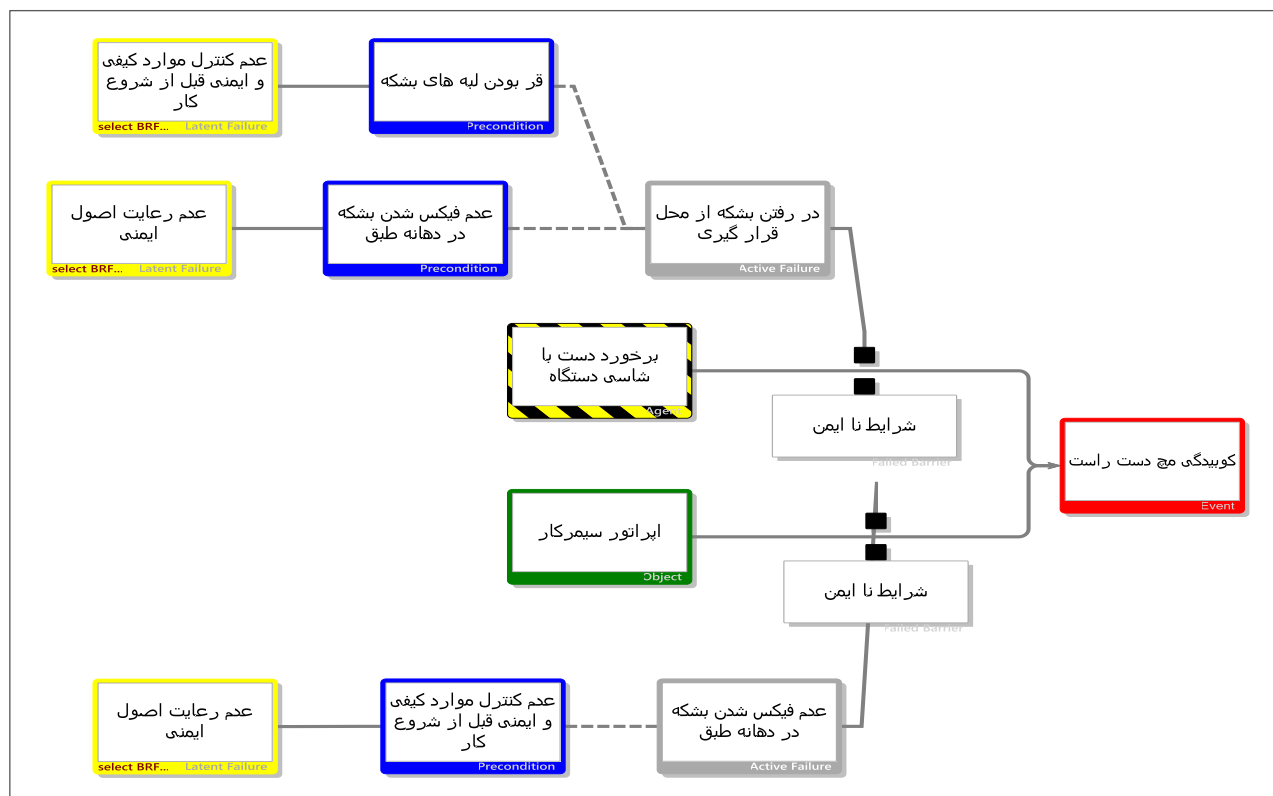 عدم کنترل موارد کیفی
و ایمنی قبل از شروع
کار
select BRF...
Latent Failure
قر بودن لبه های بشکه
Precondition
عدم رعایت اصول
ایمنی
select BRF...
Latent Failure
عدم فیکس شدن بشکه
در دهانه طبق
Precondition
در رفتن بشکه از محل
قرار گیری
Active Failure
برخورد دست با
شاسی دستگاه
Agent
شرایط نا ایمن
Failed Barrier
کوبیدگی مچ دست راست
Event
اپراتور سیمرکار
Object
شرایط نا ایمن
Failed Barrier
عدم رعایت اصول
ایمنی
select BRF...
Latent Failure
عدم کنترل موارد کیفی
و ایمنی قبل از شروع
کار
Precondition
عدم فیکس شدن بشکه
در دهانه طبق
Active Failure